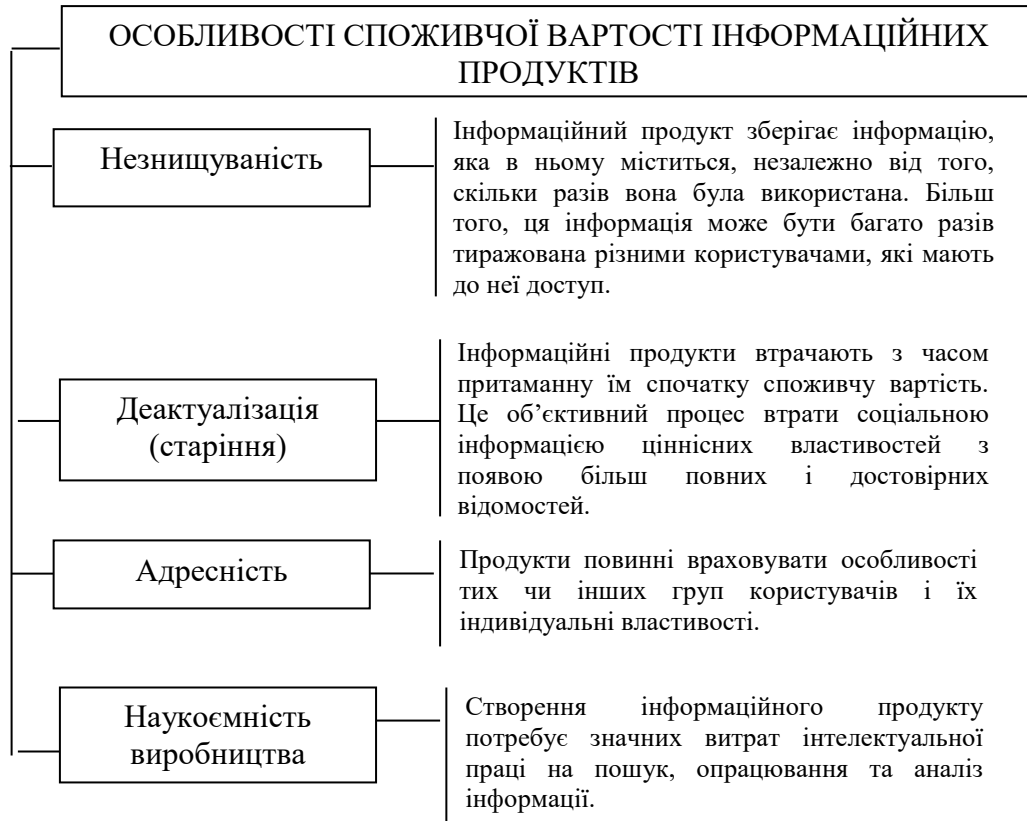 ОСОБЛИВОСТІ СПОЖИВЧОЇ ВАРТОСТІ ІНФОРМАЦІЙНИХ
ПРОДУКТІВ
Незнищуваність
Інформаційний продукт зберігає інформацію,
яка в ньому міститься, незалежно від того,
скільки разів вона була використана. Більш
того, ця інформація може бути багато разів
тиражована різними користувачами, які мають
до неї доступ.
Деактуалізація
(старіння)
Інформаційні продукти втрачають з часом
притаманну їм спочатку споживчу вартість.
Це об’єктивний процес втрати соціальною
інформацією ціннісних властивостей з
появою більш повних і достовірних
відомостей.
Адресність
Продукти повинні враховувати особливості
тих чи інших груп користувачів і їх
індивідуальні властивості.
Наукоємність
виробництва
Створення інформаційного продукту
потребує значних витрат інтелектуальної
праці на пошук, опрацювання та аналіз
інформації.